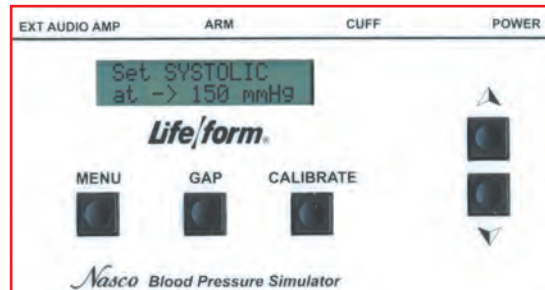 EXT AUDIO AMP ARM CUFF POWER
Set SYSTOLIC
at -> 150 mmHg
Life/form®
MENU GAP CALIBRATE
Nasco Blood Pressure Simulator